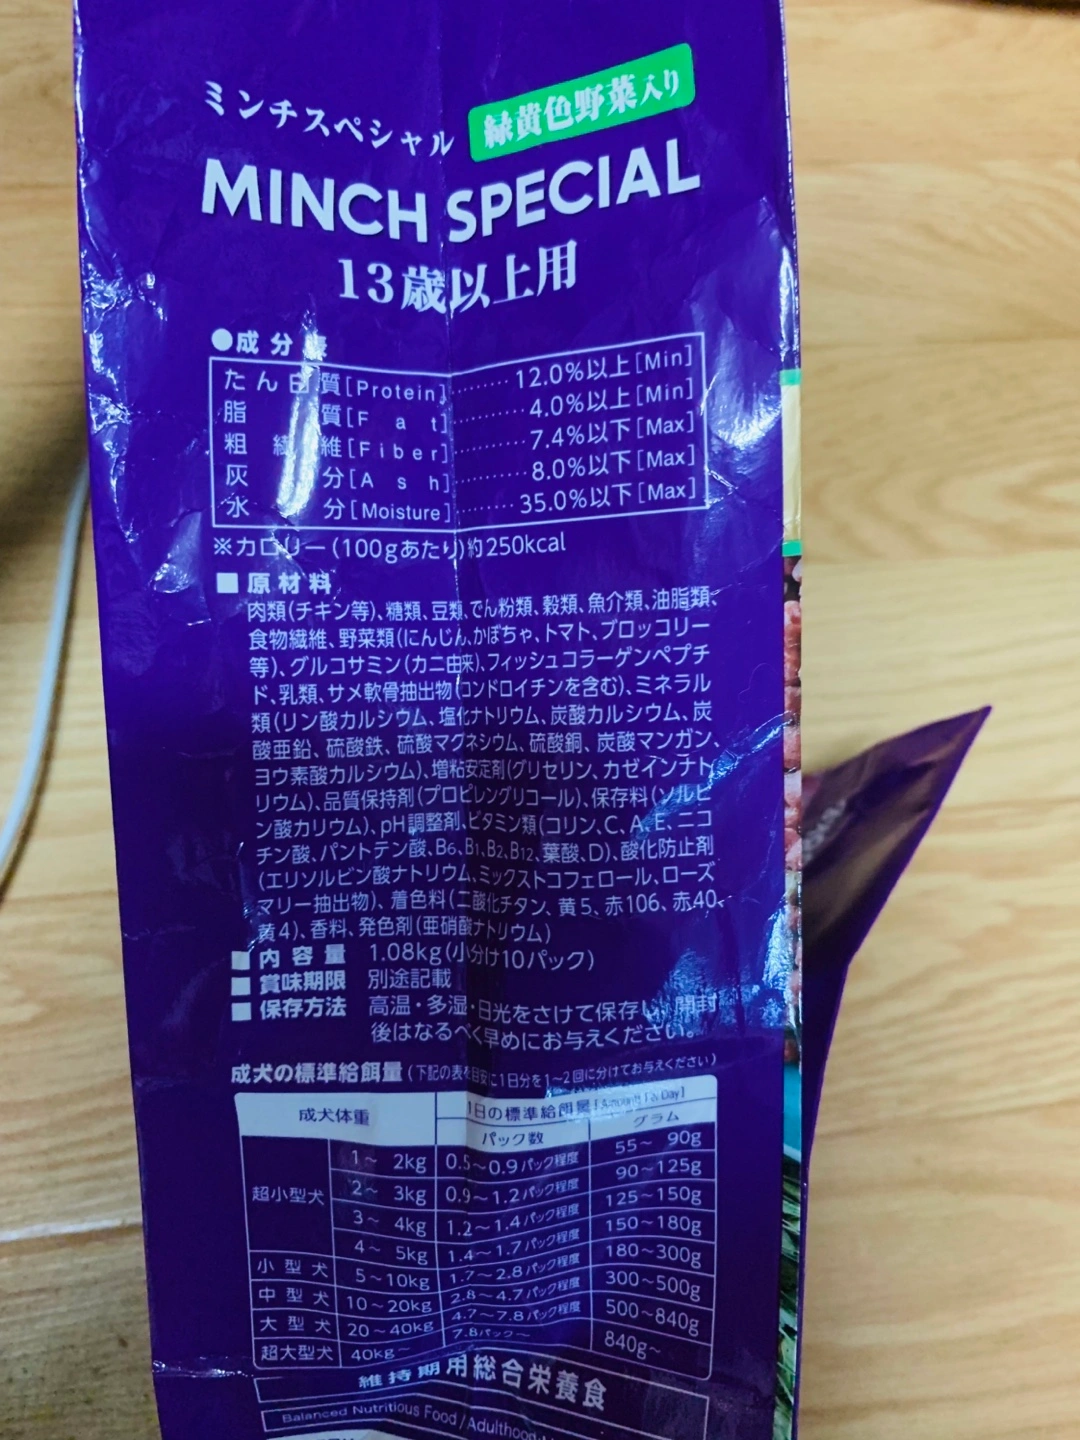 ミンチスペシャル 緑黄色野菜入り
MINCH SPECIAL
13歳以上用
●成分表
たん白質[Protein]………12.0%以上[Min]
脂質[Fat]………4.0%以上[Min]
粗繊維[Fiber]………7.4%以下[Max]
灰分[Ash]………8.0%以下[Max]
水分[Moisture]………35.0%以下[Max]
※カロリー(100gあたり)約250kcal
■原材料
肉類(チキン等)、糖類、豆類、でん粉類、穀類、魚介類、油脂類、
食物繊維、野菜類(にんじん、かぼちゃ、トマト、ブロッコリー
等)、グルコサミン(カニ由来)、フィッシュコラーゲンペプチ
ド、乳類、サメ軟骨抽出物(コンドロイチンを含む)、ミネラル
類(リン酸カルシウム、塩化ナトリウム、炭酸カルシウム、炭
酸亜鉛、硫酸鉄、硫酸マグネシウム、硫酸銅、炭酸マンガン、
ヨウ素酸カルシウム)、増粘安定剤(グリセリン、カゼインナト
リウム)、品質保持剤(プロピレングリコール)、保存料(ソルビ
ン酸カリウム)、pH調整剤、ビタミン類(コリン、C、A、E、ニコ
チン酸、パントテン酸、B6、B1、B2、B12、葉酸、D)、酸化防止剤
(エリソルビン酸ナトリウム、ミックストコフェロール、ローズ
マリー抽出物)、着色料(二酸化チタン、黄5、赤106、赤40、
黄4)、香料、発色剤(亜硝酸ナトリウム)
■内容量 1.08kg(小分け10パック)
■賞味期限 別途記載
■保存方法 高温・多湿・日光をさけて保存し、開封
後はなるべく早めにお与えください。
成犬の標準給餌量(下記の表を目安に1日分を1~2回に分けてお与えください)
成犬体重 1日の標準給餌量[Amount/1a Day]
パック数 グラム
超小型犬 1~2kg 0.5~0.9パック程度 55~90g
2~3kg 0.9~1.2パック程度 90~125g
3~4kg 1.2~1.4パック程度 125~150g
4~5kg 1.4~1.7パック程度 150~180g
小型犬 5~10kg 1.7~2.8パック程度 180~300g
中型犬 10~20kg 2.8~4.7パック程度 300~500g
大型犬 20~40kg 4.7~7.8パック程度 500~840g
超大型犬 40kg~ 7.8パック~ 840g~
維持期用総合栄養食
Balanced Nutritious Food/Adulthood